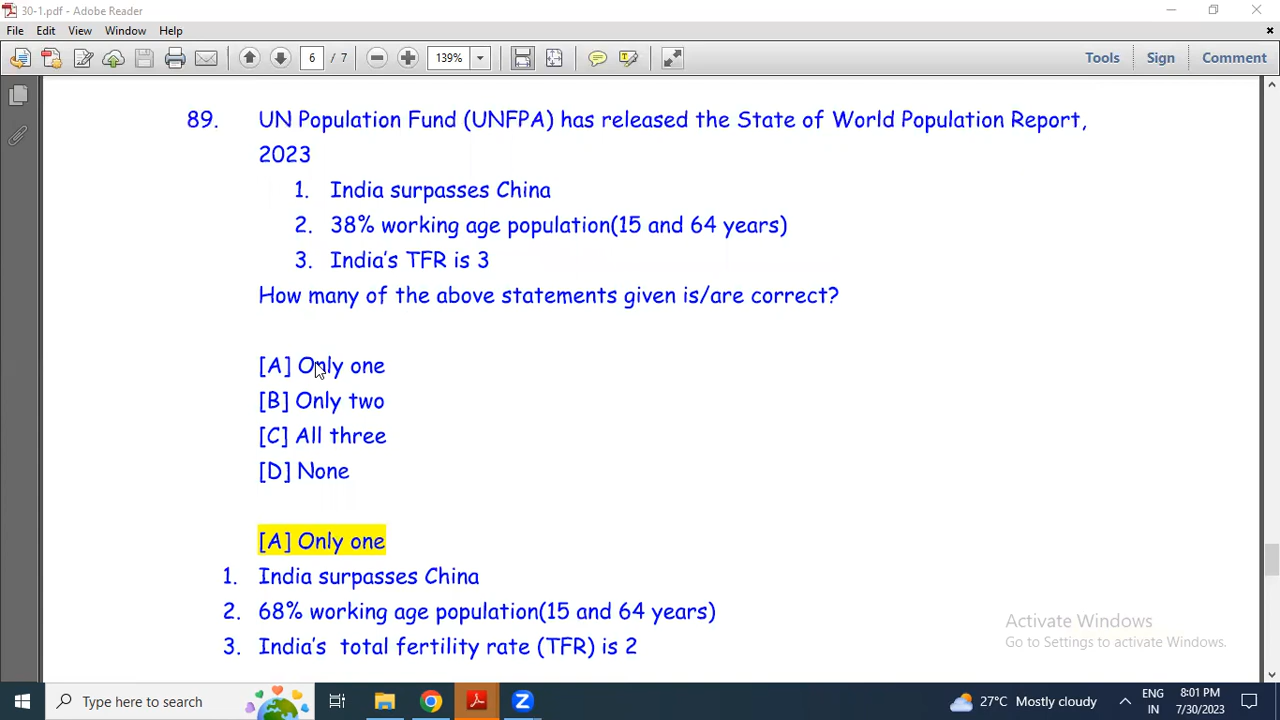 30-1.pdf - Adobe Reader
File Edit View Window Help
6 / 7 139% Tools Sign Comment
89. UN Population Fund (UNFPA) has released the State of World Population Report,
2023
1. India surpasses China
2. 38% working age population(15 and 64 years)
3. India's TFR is 3
How many of the above statements given is/are correct?
[A] Only one
[B] Only two
[C] All three
[D] None
[A] Only one
1. India surpasses China
2. 68% working age population(15 and 64 years)
3. India's total fertility rate (TFR) is 2
Activate Windows
Go to Settings to activate Windows.
Type here to search 27°C Mostly cloudy ENG 8:01 PM
IN 7/30/2023